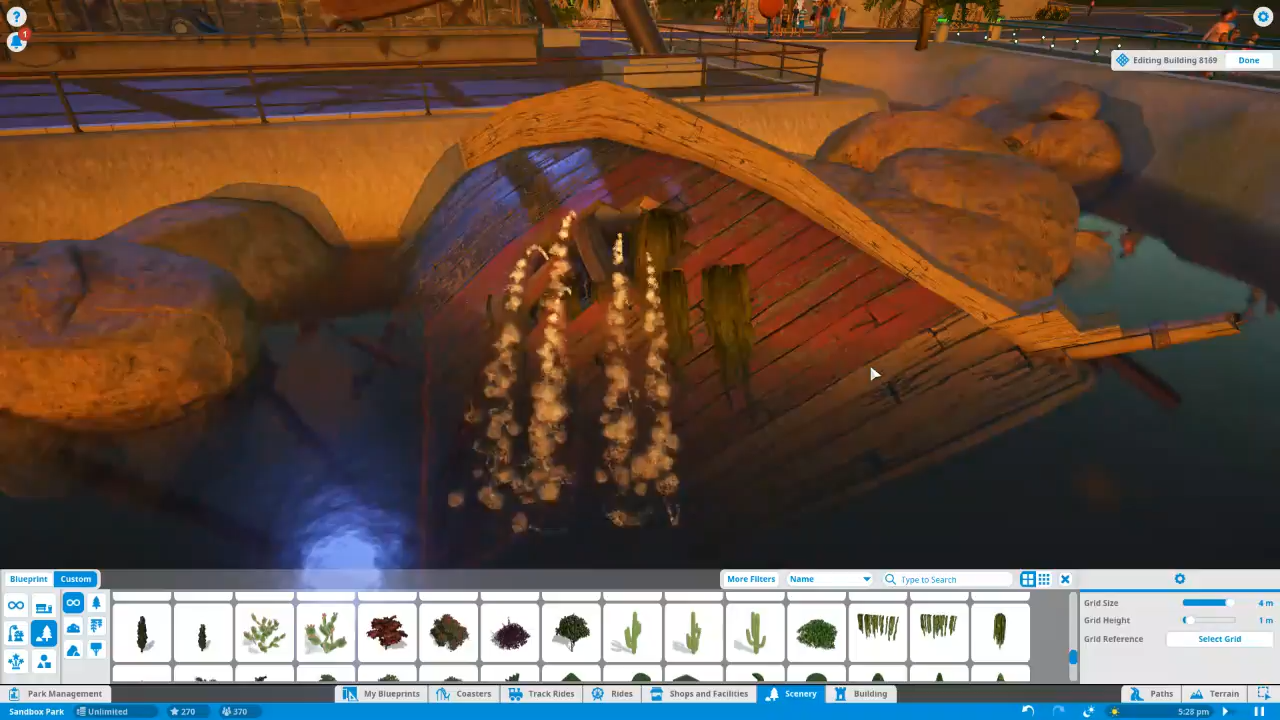 ?
1
Editing Building 8169
Done
Blueprint
Custom
More Filters
Name
Type to Search
Grid Size
4 m
Grid Height
1 m
Grid Reference
Select Grid
Park Management
My Blueprints
Coasters
Track Rides
Rides
Shops and Facilities
Scenery
Building
Paths
Terrain
Sandbox Park
Unlimited
270
370
5:28 pm